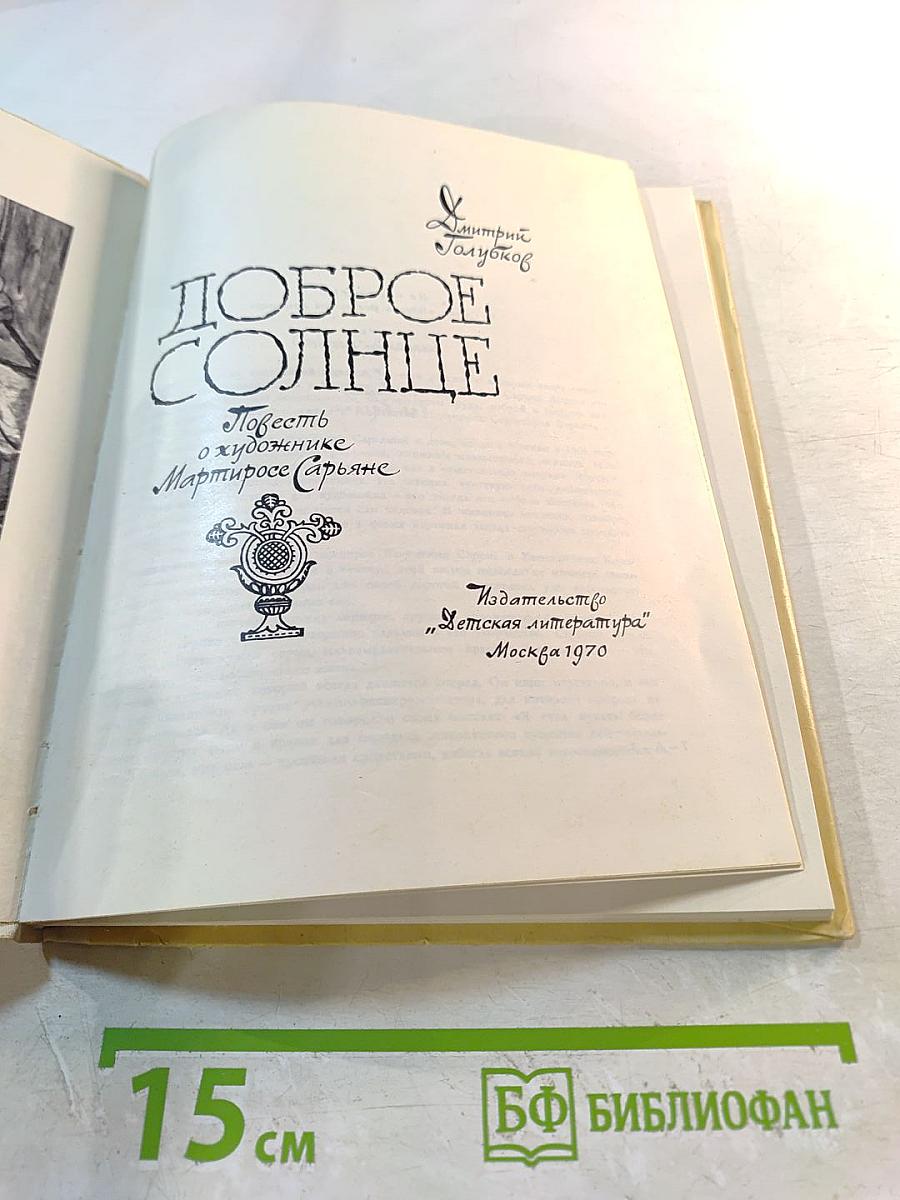 Дмитрий
Голубков
ДОБРОЕ
СОЛНЦЕ
Повесть
о художнике
Мартиросе Сарьяне
Издательство
„Детская литература"
Москва 1970
15 см
БФ БИБЛИОФАН